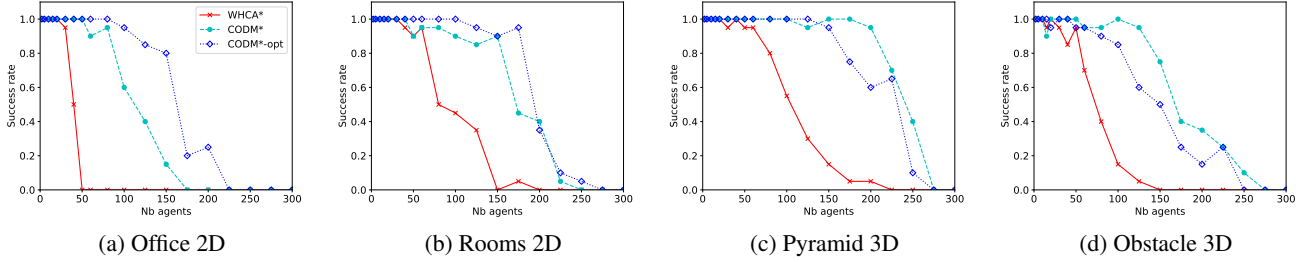 Success rate
1.0
0.8
0.6
0.4
0.2
0.0
0 50 100 150 200 250 300
Nb agents
WHCA*
CODM*
CODM*-opt
(a) Office 2D
Success rate
1.0
0.8
0.6
0.4
0.2
0.0
0 50 100 150 200 250 300
Nb agents
(b) Rooms 2D
Success rate
1.0
0.8
0.6
0.4
0.2
0.0
0 50 100 150 200 250 300
Nb agents
(c) Pyramid 3D
Success rate
1.0
0.8
0.6
0.4
0.2
0.0
0 50 100 150 200 250 300
Nb agents
(d) Obstacle 3D